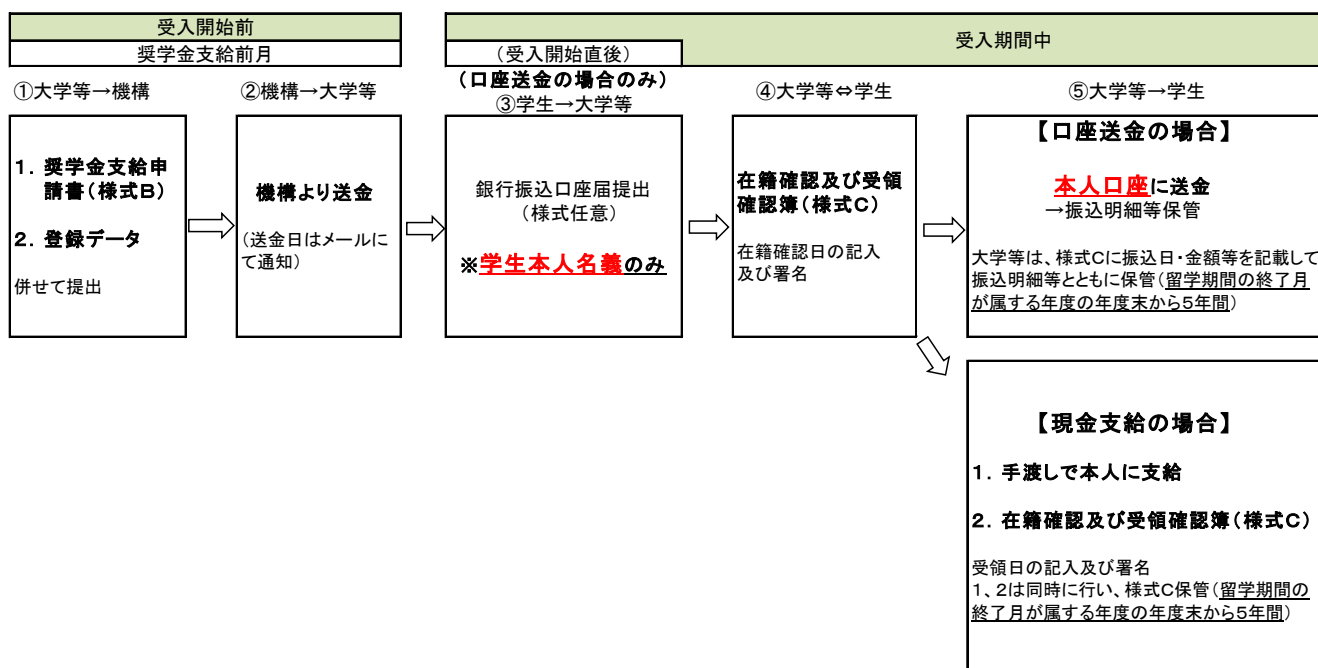 受入開始前
奨学金支給前月
受入期間中
（受入開始直後）
①大学等→機構
②機構→大学等
（口座送金の場合のみ）
③学生→大学等
④大学等⇔学生
⑤大学等→学生
1．奨学金支給申
請書（様式B）
2．登録データ
併せて提出
機構より送金
（送金日はメールに
て通知）
銀行振込口座届提出
（様式任意）
※学生本人名義のみ
在籍確認及び受領
確認簿（様式C）
在籍確認日の記入
及び署名
【口座送金の場合】
本人口座に送金
→振込明細等保管
大学等は、様式Cに振込日・金額等を記載して
振込明細等とともに保管（留学期間の終了月
が属する年度の年度末から5年間）
【現金支給の場合】
1．手渡しで本人に支給
2．在籍確認及び受領確認簿（様式C）
受領日の記入及び署名
1、2は同時に行い、様式C保管（留学期間の
終了月が属する年度の年度末から5年間）